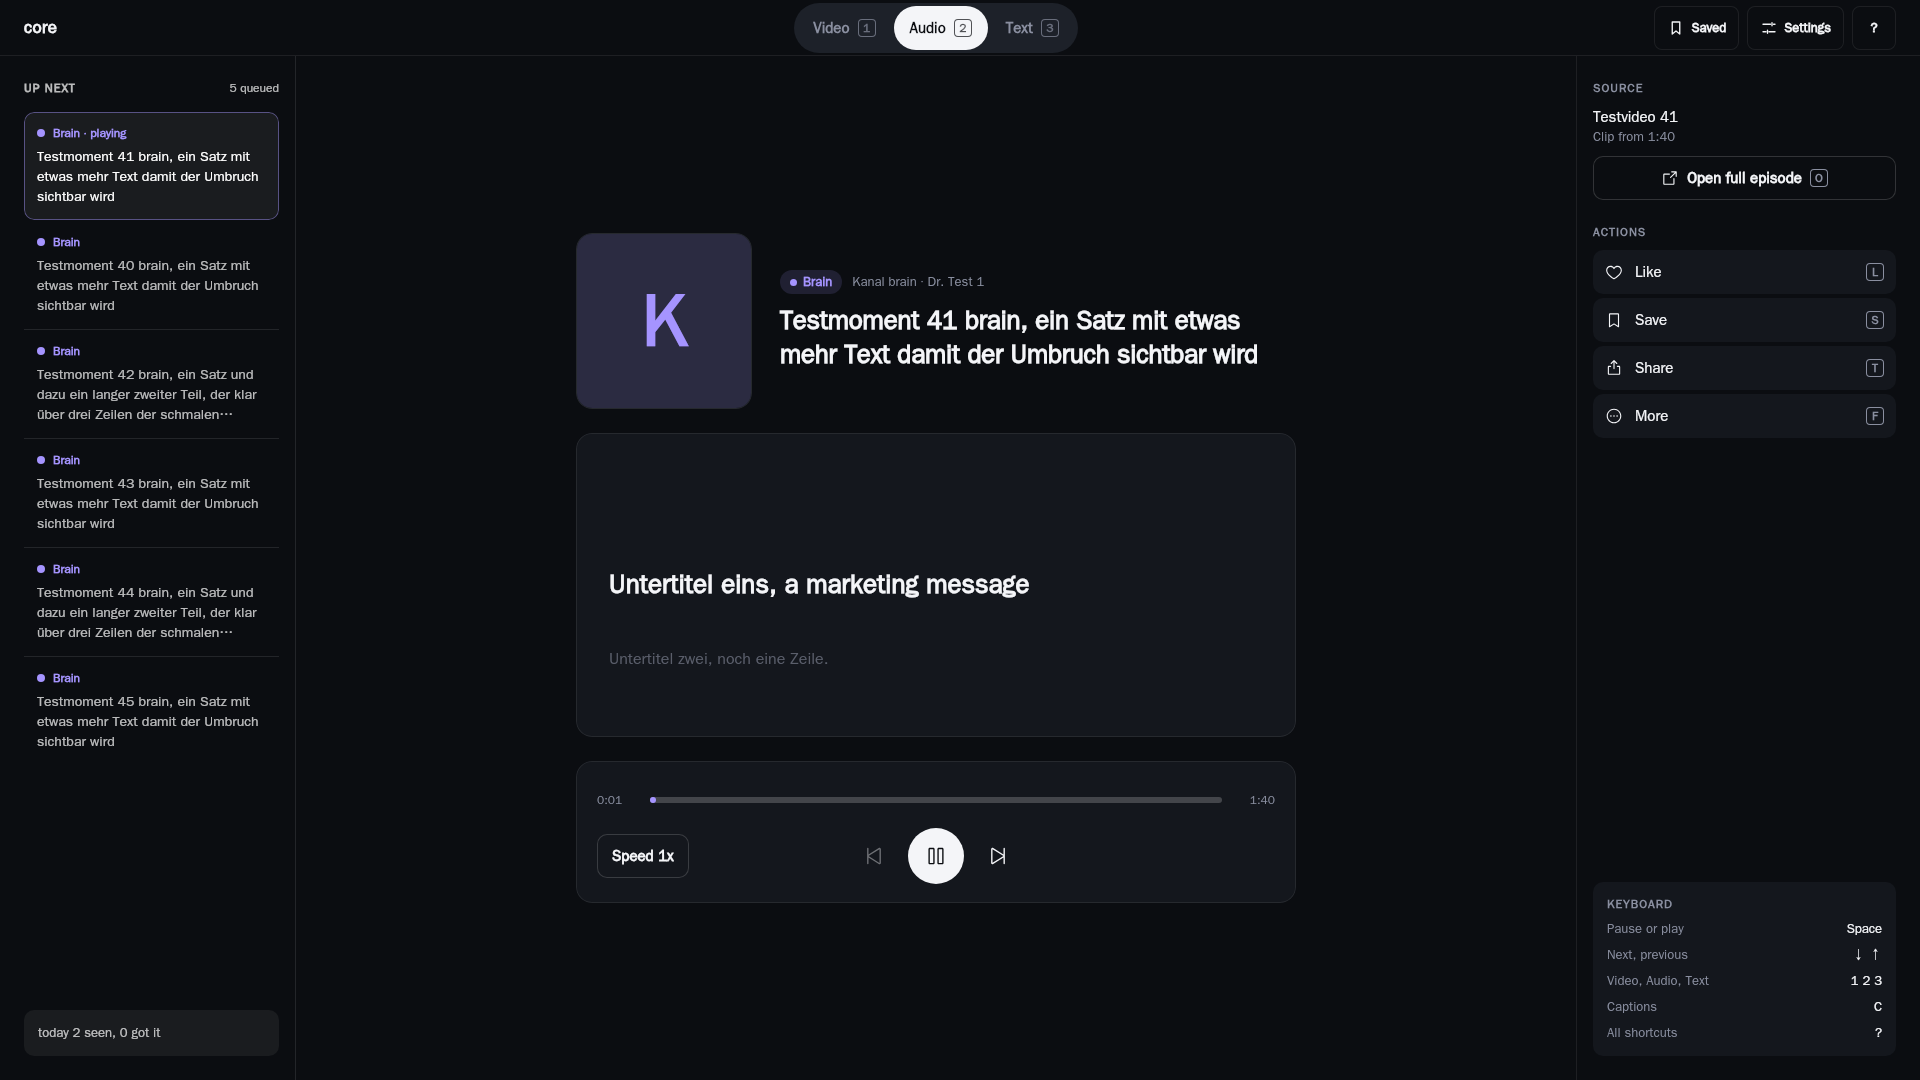 core
Video 1
Audio 2
Text 3
Saved
Settings
?
UP NEXT
5 queued
Brain · playing
Testmoment 41 brain, ein Satz mit
etwas mehr Text damit der Umbruch
sichtbar wird
Brain
Testmoment 40 brain, ein Satz mit
etwas mehr Text damit der Umbruch
sichtbar wird
Brain
Testmoment 42 brain, ein Satz und
dazu ein langer zweiter Teil, der klar
über drei Zeilen der schmalen…
Brain
Testmoment 43 brain, ein Satz mit
etwas mehr Text damit der Umbruch
sichtbar wird
Brain
Testmoment 44 brain, ein Satz und
dazu ein langer zweiter Teil, der klar
über drei Zeilen der schmalen…
Brain
Testmoment 45 brain, ein Satz mit
etwas mehr Text damit der Umbruch
sichtbar wird
today 2 seen, 0 got it
K
Brain
Kanal brain · Dr. Test 1
Testmoment 41 brain, ein Satz mit etwas
mehr Text damit der Umbruch sichtbar wird
Untertitel eins, a marketing message
Untertitel zwei, noch eine Zeile.
0:01
1:40
Speed 1x
SOURCE
Testvideo 41
Clip from 1:40
Open full episode O
ACTIONS
Like L
Save S
Share T
More F
KEYBOARD
Pause or play Space
Next, previous ↓ ↑
Video, Audio, Text 1 2 3
Captions C
All shortcuts ?